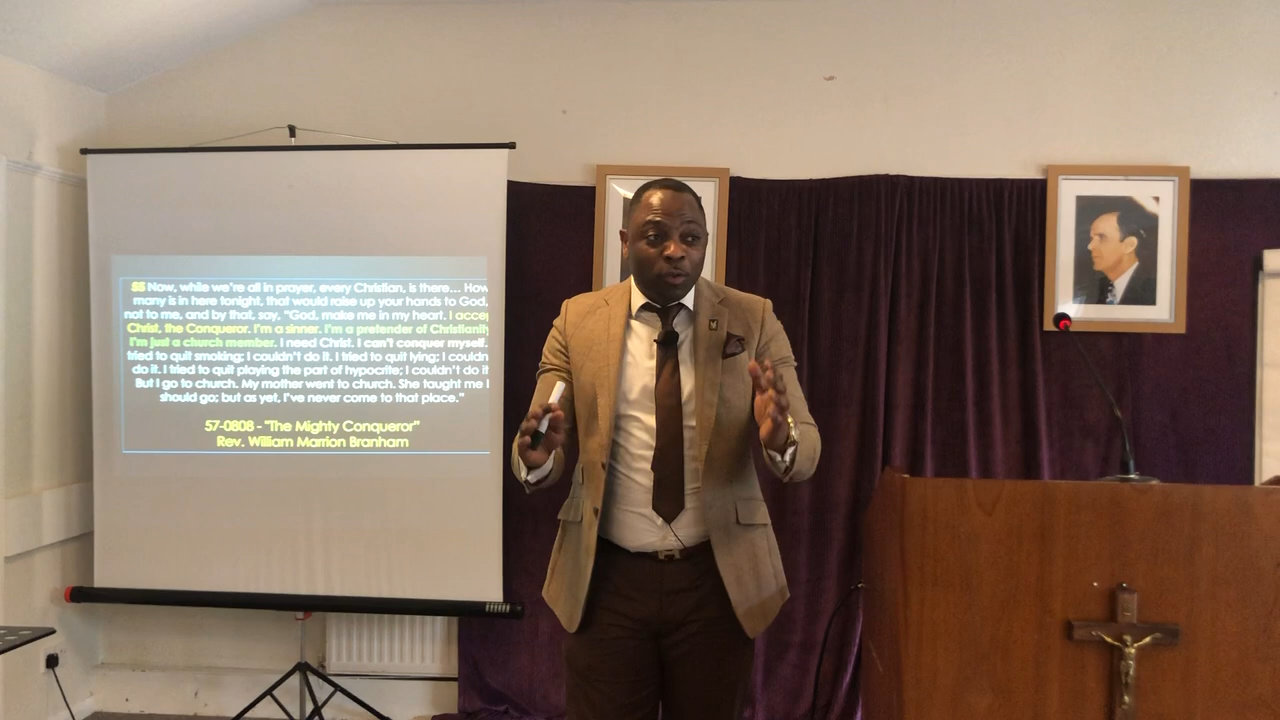 55 Now, while we're all in prayer, every Christian, is there... How
many is in here tonight, that would raise up your hands to God,
not to me, and by that, say, "God, make me in my heart. I accep
Christ, the Conqueror. I'm a sinner. I'm a pretender of Christianity
I'm just a church member. I need Christ. I can't conquer myself.
tried to quit smoking; I couldn't do it. I tried to quit lying; I couldn
do it. I tried to quit playing the part of hypocrite; I couldn't do it
But I go to church. My mother went to church. She taught me I
should go; but as yet, I've never come to that place."
57-0808 - "The Mighty Conqueror"
Rev. William Marrion Branham